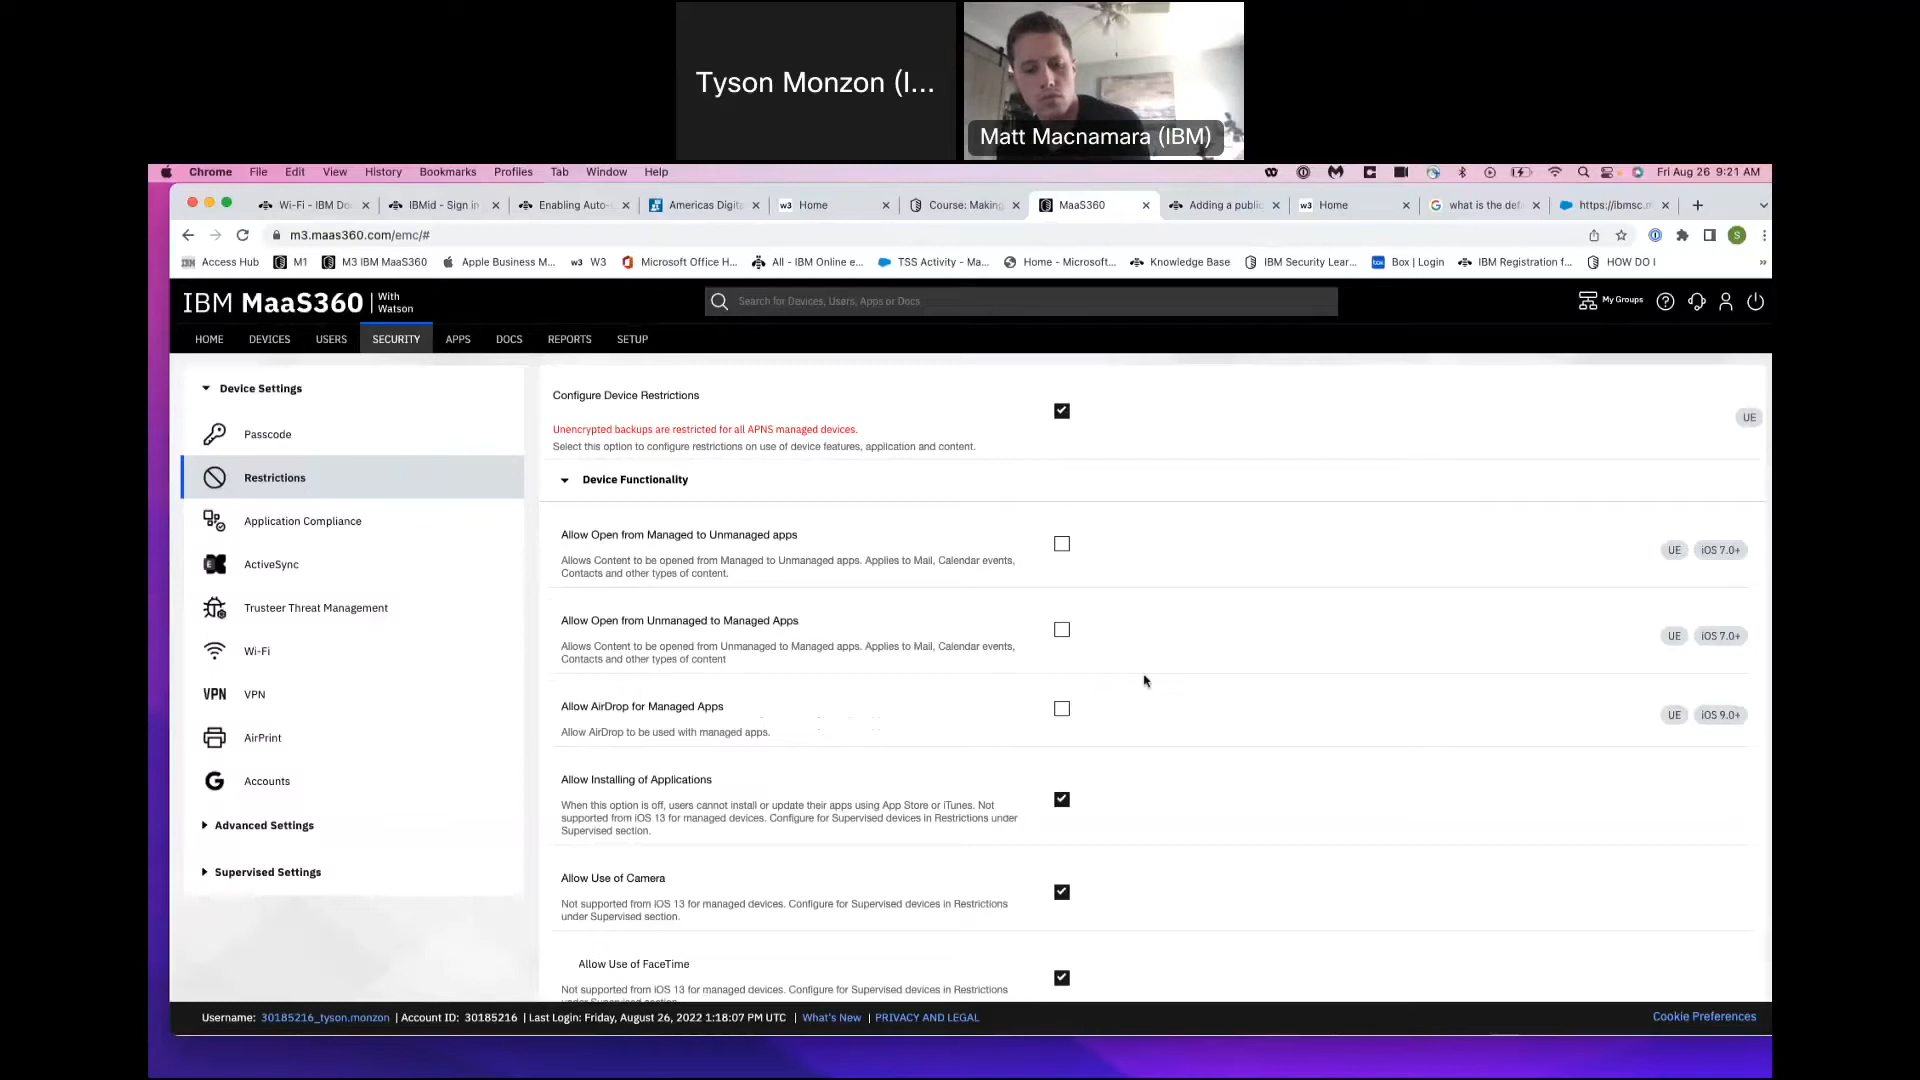 Tyson Monzon (I...
Matt Macnamara (IBM)
Chrome File Edit View History Bookmarks Profiles Tab Window Help
Fri Aug 26 9:21 AM
Wi-Fi - IBM Do
IBMid - Sign in
Enabling Auto-
Americas Digit
w3 Home
Course: Making
MaaS360
Adding a public
w3 Home
what is the def
https://ibmsc.m
m3.maas360.com/emc/#
S
IBM Access Hub
M1
M3 IBM MaaS360
Apple Business M...
w3 W3
Microsoft Office H...
All - IBM Online e...
TSS Activity - Ma...
Home - Microsoft...
Knowledge Base
IBM Security Lear...
box Box | Login
IBM Registration f...
HOW DO I
»
IBM MaaS360 | With Watson
Search for Devices, Users, Apps or Docs
My Groups
HOME DEVICES USERS SECURITY APPS DOCS REPORTS SETUP
Device Settings
Passcode
Restrictions
Application Compliance
ActiveSync
Trusteer Threat Management
Wi-Fi
VPN VPN
AirPrint
G Accounts
Advanced Settings
Supervised Settings
Configure Device Restrictions
UE
Unencrypted backups are restricted for all APNS managed devices.
Select this option to configure restrictions on use of device features, application and content.
Device Functionality
Allow Open from Managed to Unmanaged apps
UE iOS 7.0+
Allows Content to be opened from Managed to Unmanaged apps. Applies to Mail, Calendar events,
Contacts and other types of content.
Allow Open from Unmanaged to Managed Apps
UE iOS 7.0+
Allows Content to be opened from Unmanaged to Managed apps. Applies to Mail, Calendar events,
Contacts and other types of content
Allow AirDrop for Managed Apps
UE iOS 9.0+
Allow AirDrop to be used with managed apps.
Allow Installing of Applications
When this option is off, users cannot install or update their apps using App Store or iTunes. Not
supported from iOS 13 for managed devices. Configure for Supervised devices in Restrictions under
Supervised section.
Allow Use of Camera
Not supported from iOS 13 for managed devices. Configure for Supervised devices in Restrictions
under Supervised section.
Allow Use of FaceTime
Not supported from iOS 13 for managed devices. Configure for Supervised devices in Restrictions
under Supervised section.
Username: 30185216_tyson.monzon | Account ID: 30185216 | Last Login: Friday, August 26, 2022 1:18:07 PM UTC | What's New | PRIVACY AND LEGAL
Cookie Preferences